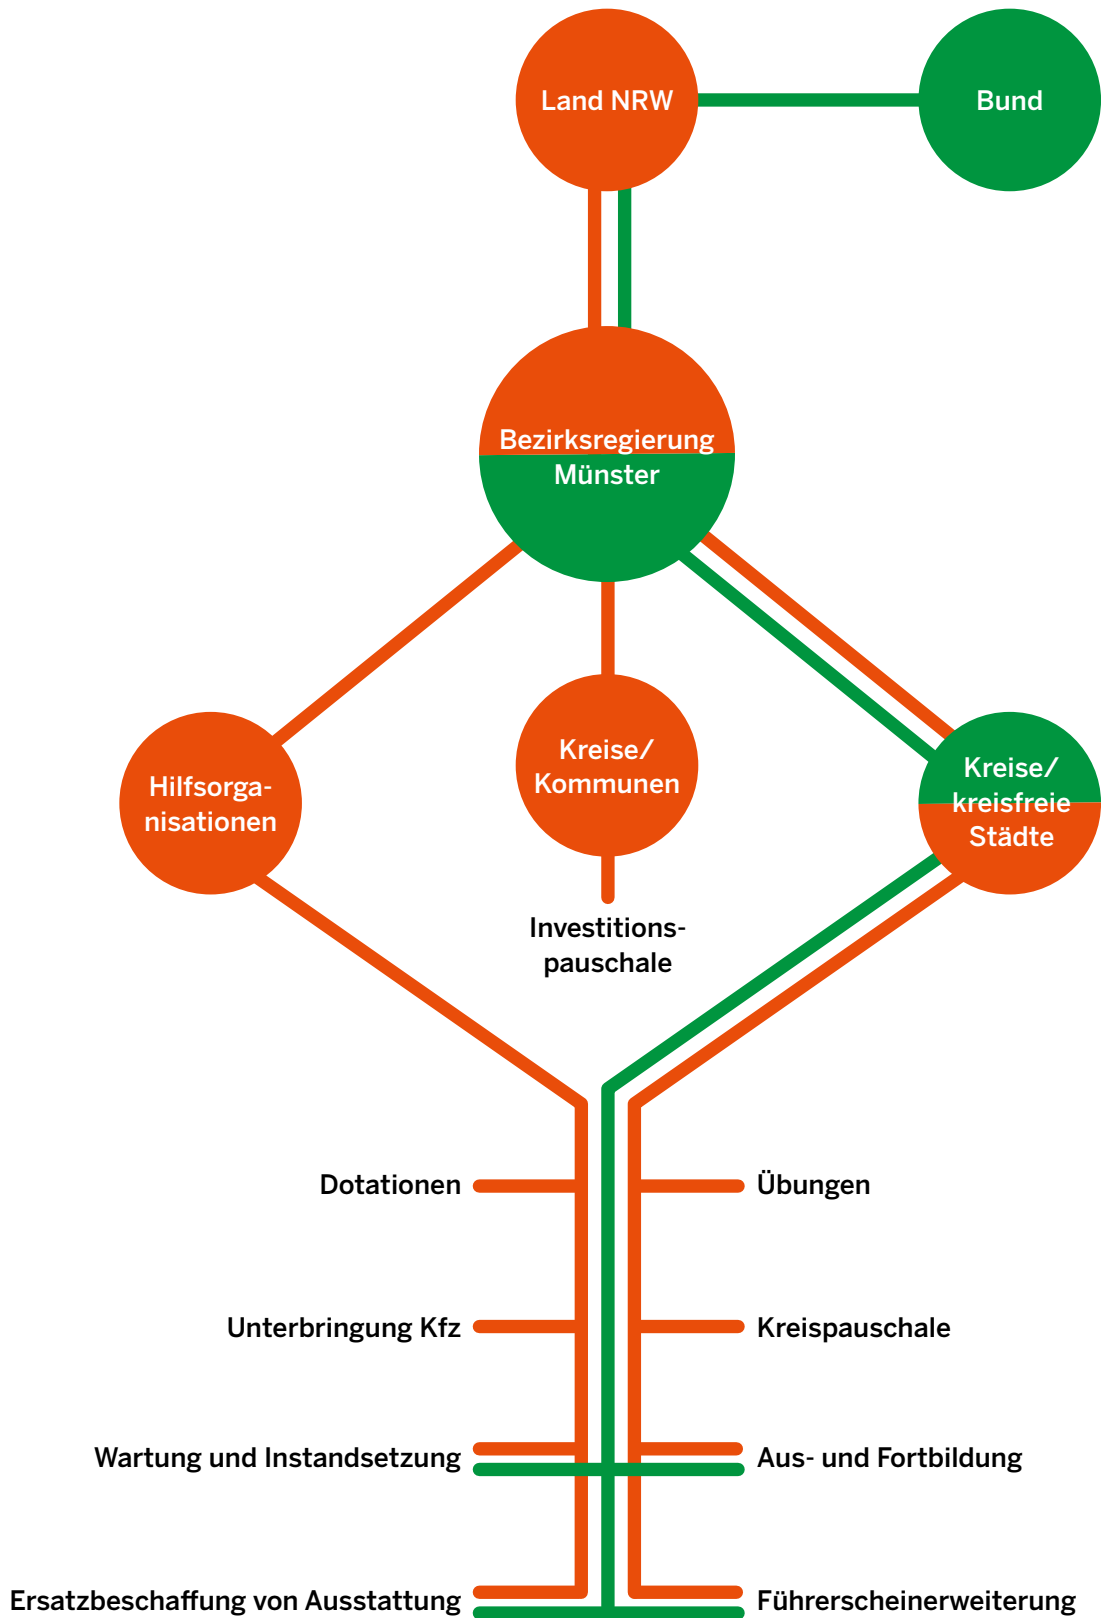 Land NRW
Bund
Bezirksregierung
Münster
Kreise/
Kommunen
Hilfsorga-
nisationen
Kreise/
kreisfreie
Städte
Investitions-
pauschale
Dotationen
Übungen
Unterbringung Kfz
Kreispauschale
Wartung und Instandsetzung
Aus- und Fortbildung
Ersatzbeschaffung von Ausstattung
Führerscheinerweiterung